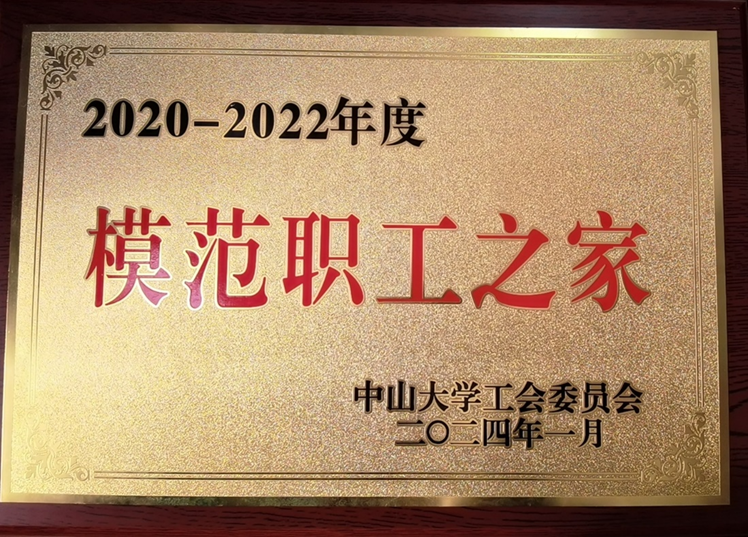 2020-2022年度
模范职工之家
中山大学工会委员会
二〇二四年一月